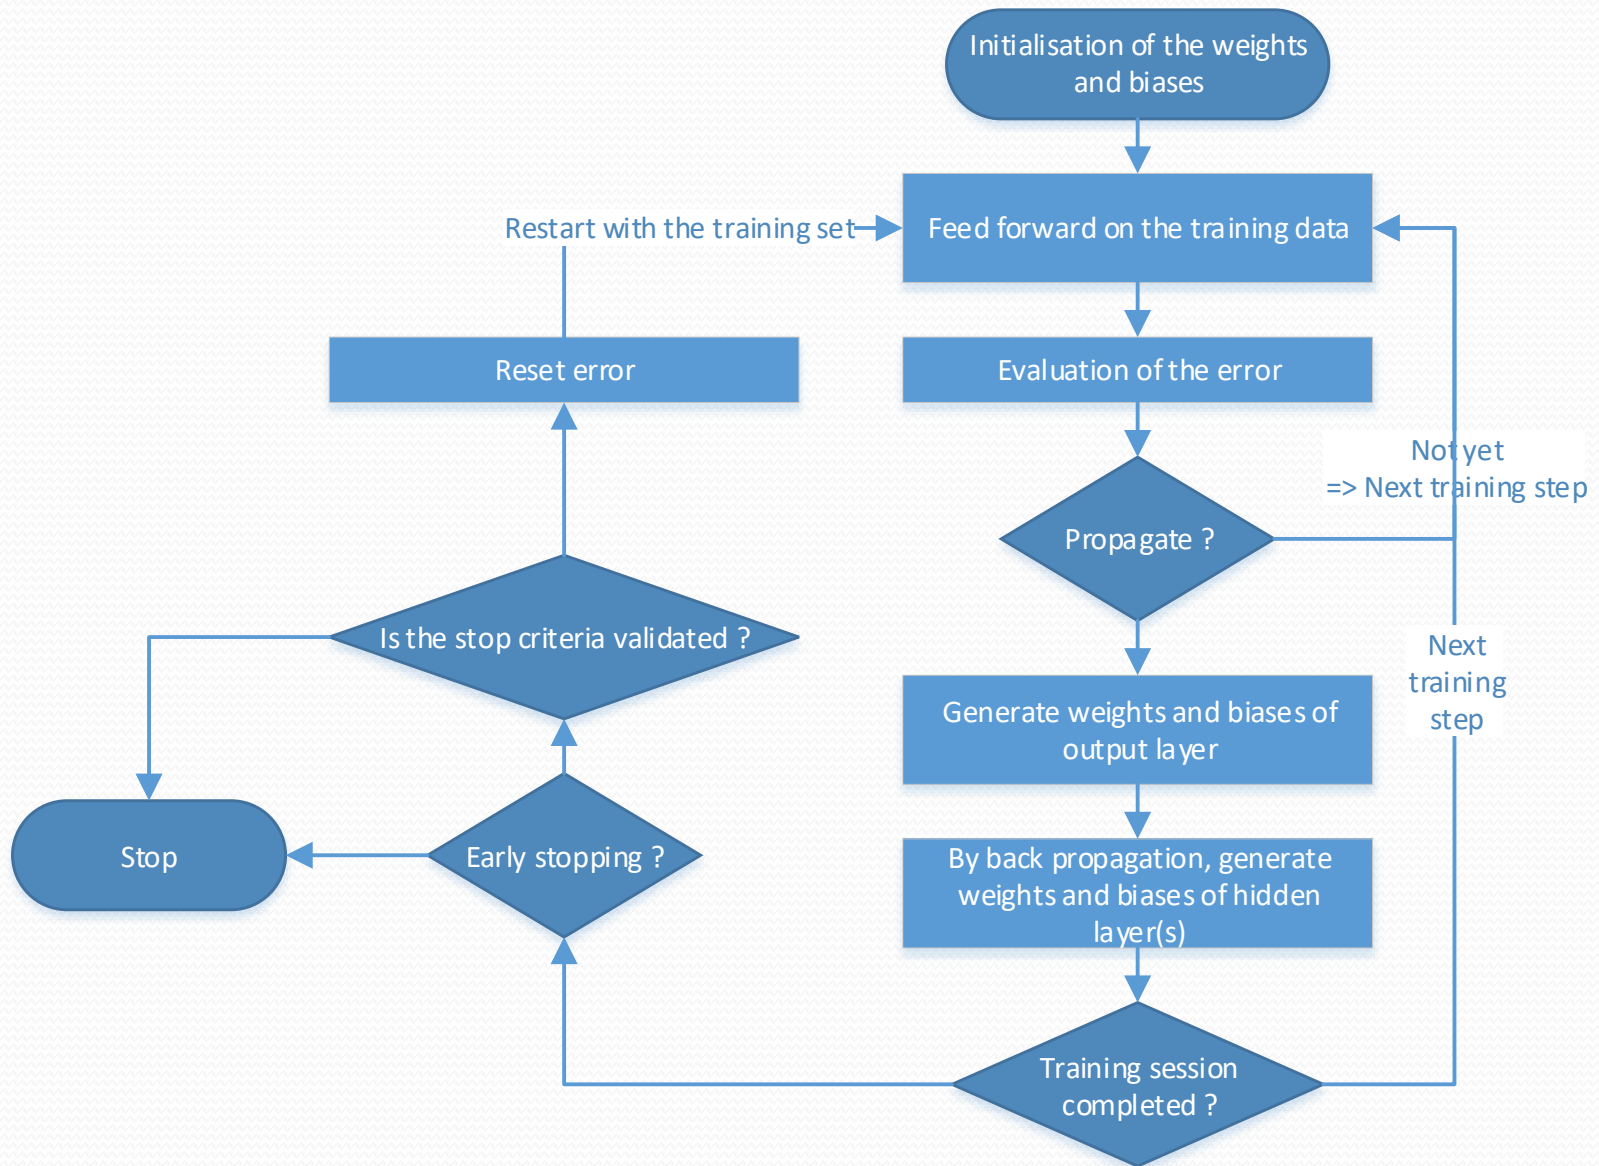 Initialisation of the weights
and biases
Restart with the training set
Feed forward on the training data
Reset error
Evaluation of the error
Not yet
=> Next training step
Propagate ?
Is the stop criteria validated ?
Next
training
step
Generate weights and biases of
output layer
Stop
Early stopping ?
By back propagation, generate
weights and biases of hidden
layer(s)
Training session
completed ?